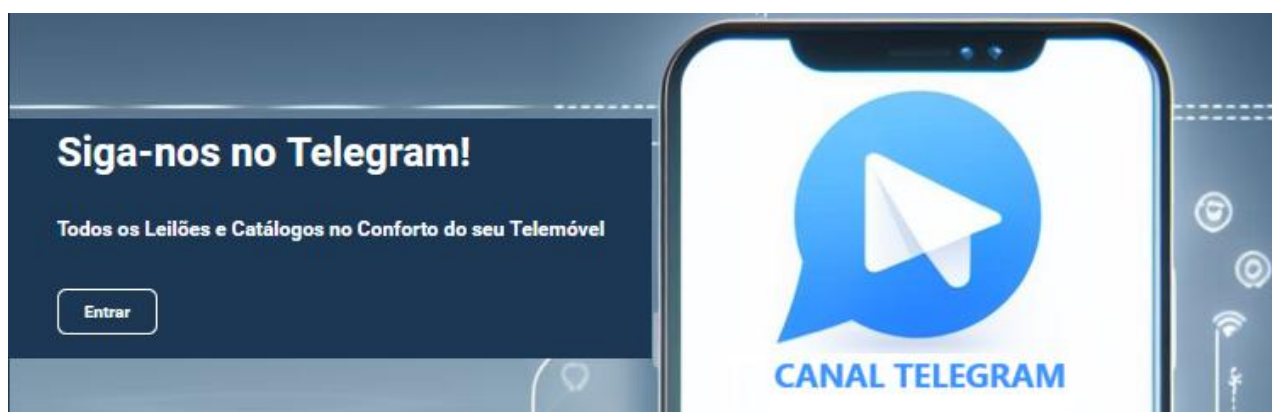 Siga-nos no Telegram!
Todos os Leilões e Catálogos no Conforto do seu Telemóvel
Entrar
CANAL TELEGRAM